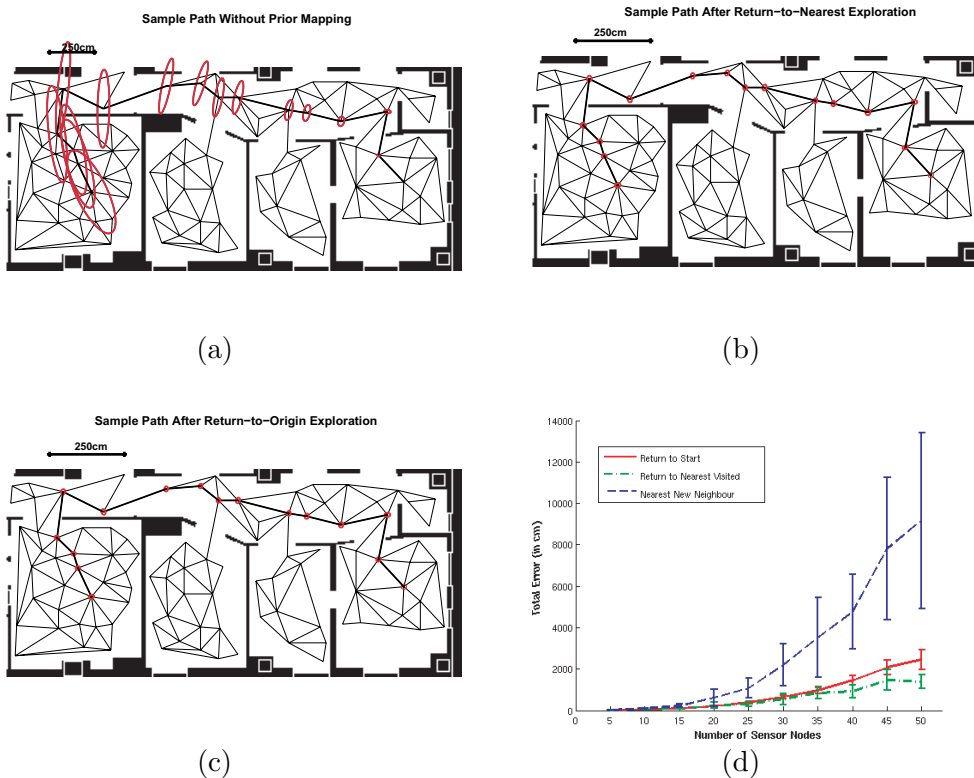 Sample Path Without Prior Mapping
250cm
(a)
Sample Path After Return−to−Nearest Exploration
250cm
(b)
Sample Path After Return−to−Origin Exploration
250cm
(c)
14000
12000
10000
8000
6000
4000
2000
0
Total Error (in cm)
Return to Start
Return to Nearest Visited
Nearest New Neighbour
0 5 10 15 20 25 30 35 40 45 50
Number of Sensor Nodes
(d)